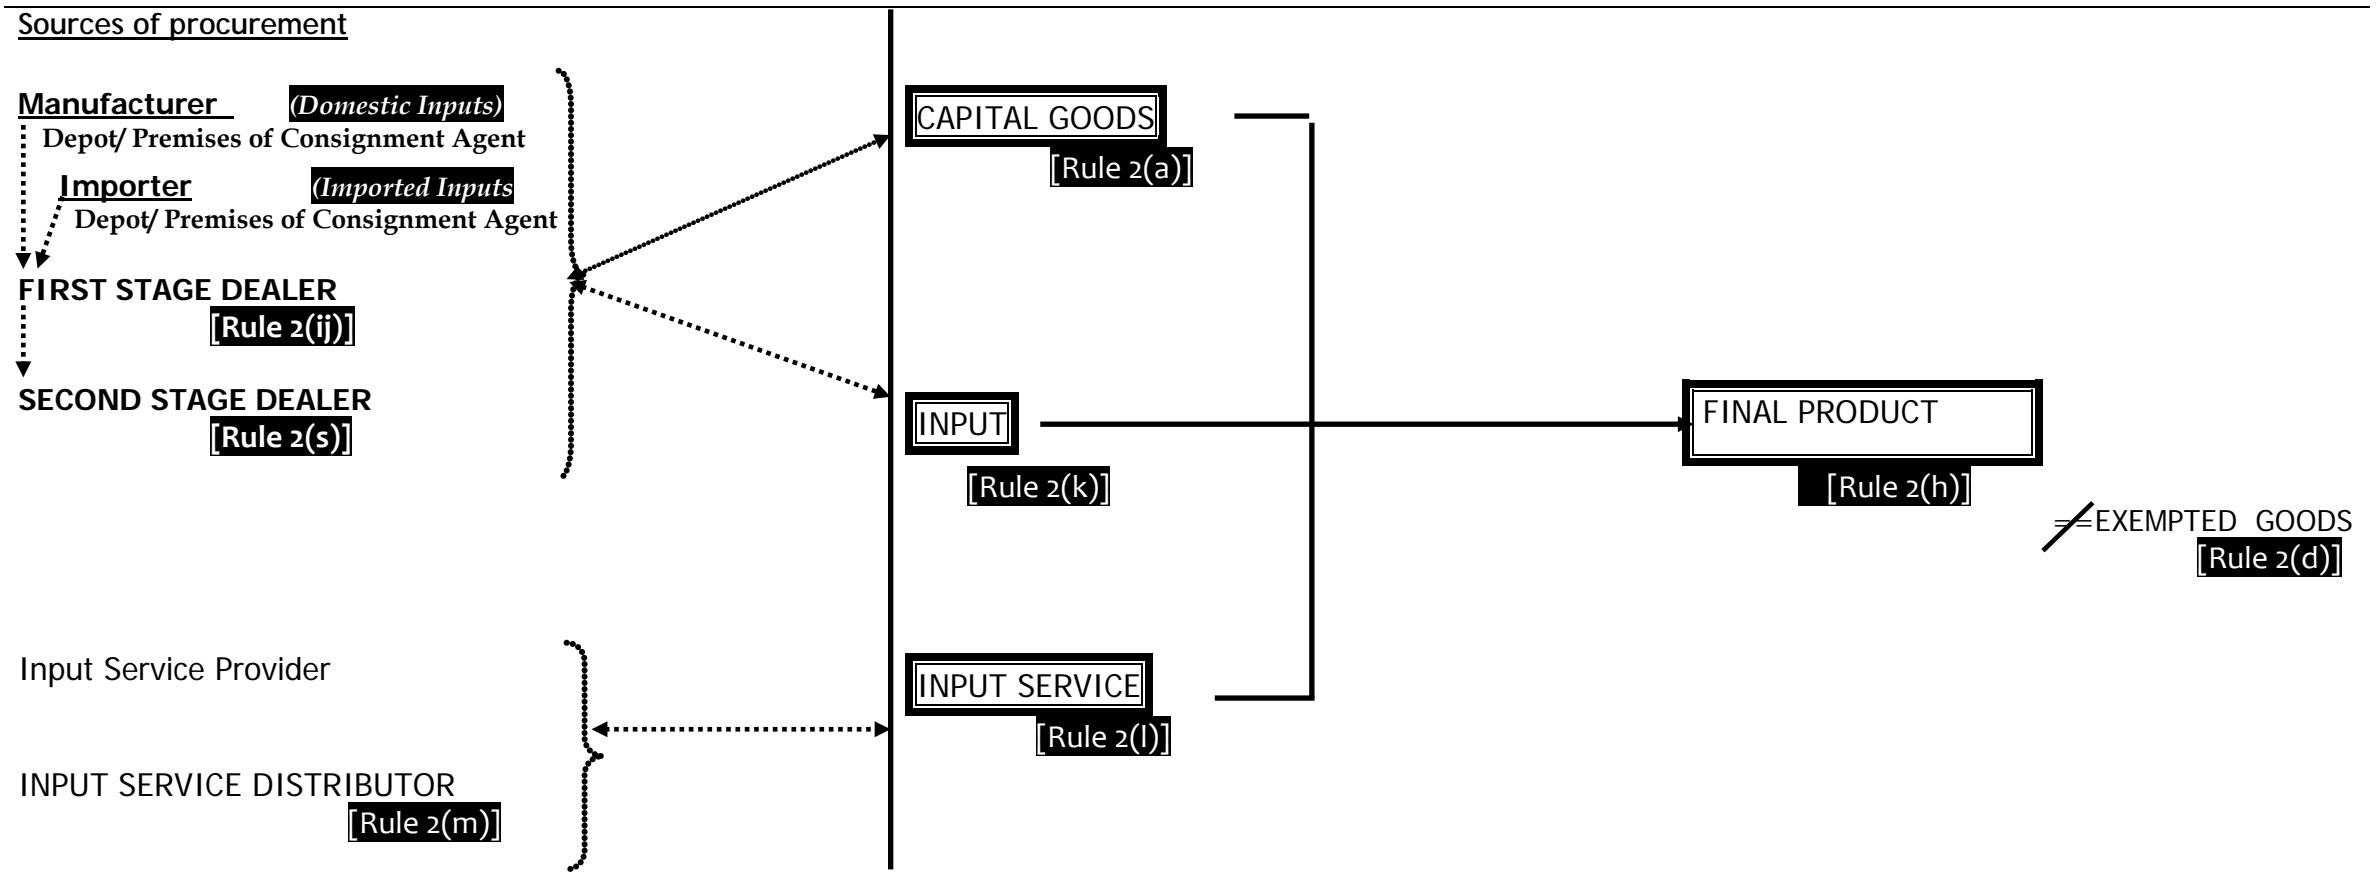 Sources of procurement
Manufacturer (Domestic Inputs)
Depot/ Premises of Consignment Agent
Importer (Imported Inputs
Depot/ Premises of Consignment Agent
FIRST STAGE DEALER
[Rule 2(ij)]
SECOND STAGE DEALER
[Rule 2(s)]
Input Service Provider
INPUT SERVICE DISTRIBUTOR
[Rule 2(m)]
CAPITAL GOODS
[Rule 2(a)]
INPUT
[Rule 2(k)]
INPUT SERVICE
[Rule 2(l)]
FINAL PRODUCT
[Rule 2(h)]
==EXEMPTED GOODS
[Rule 2(d)]